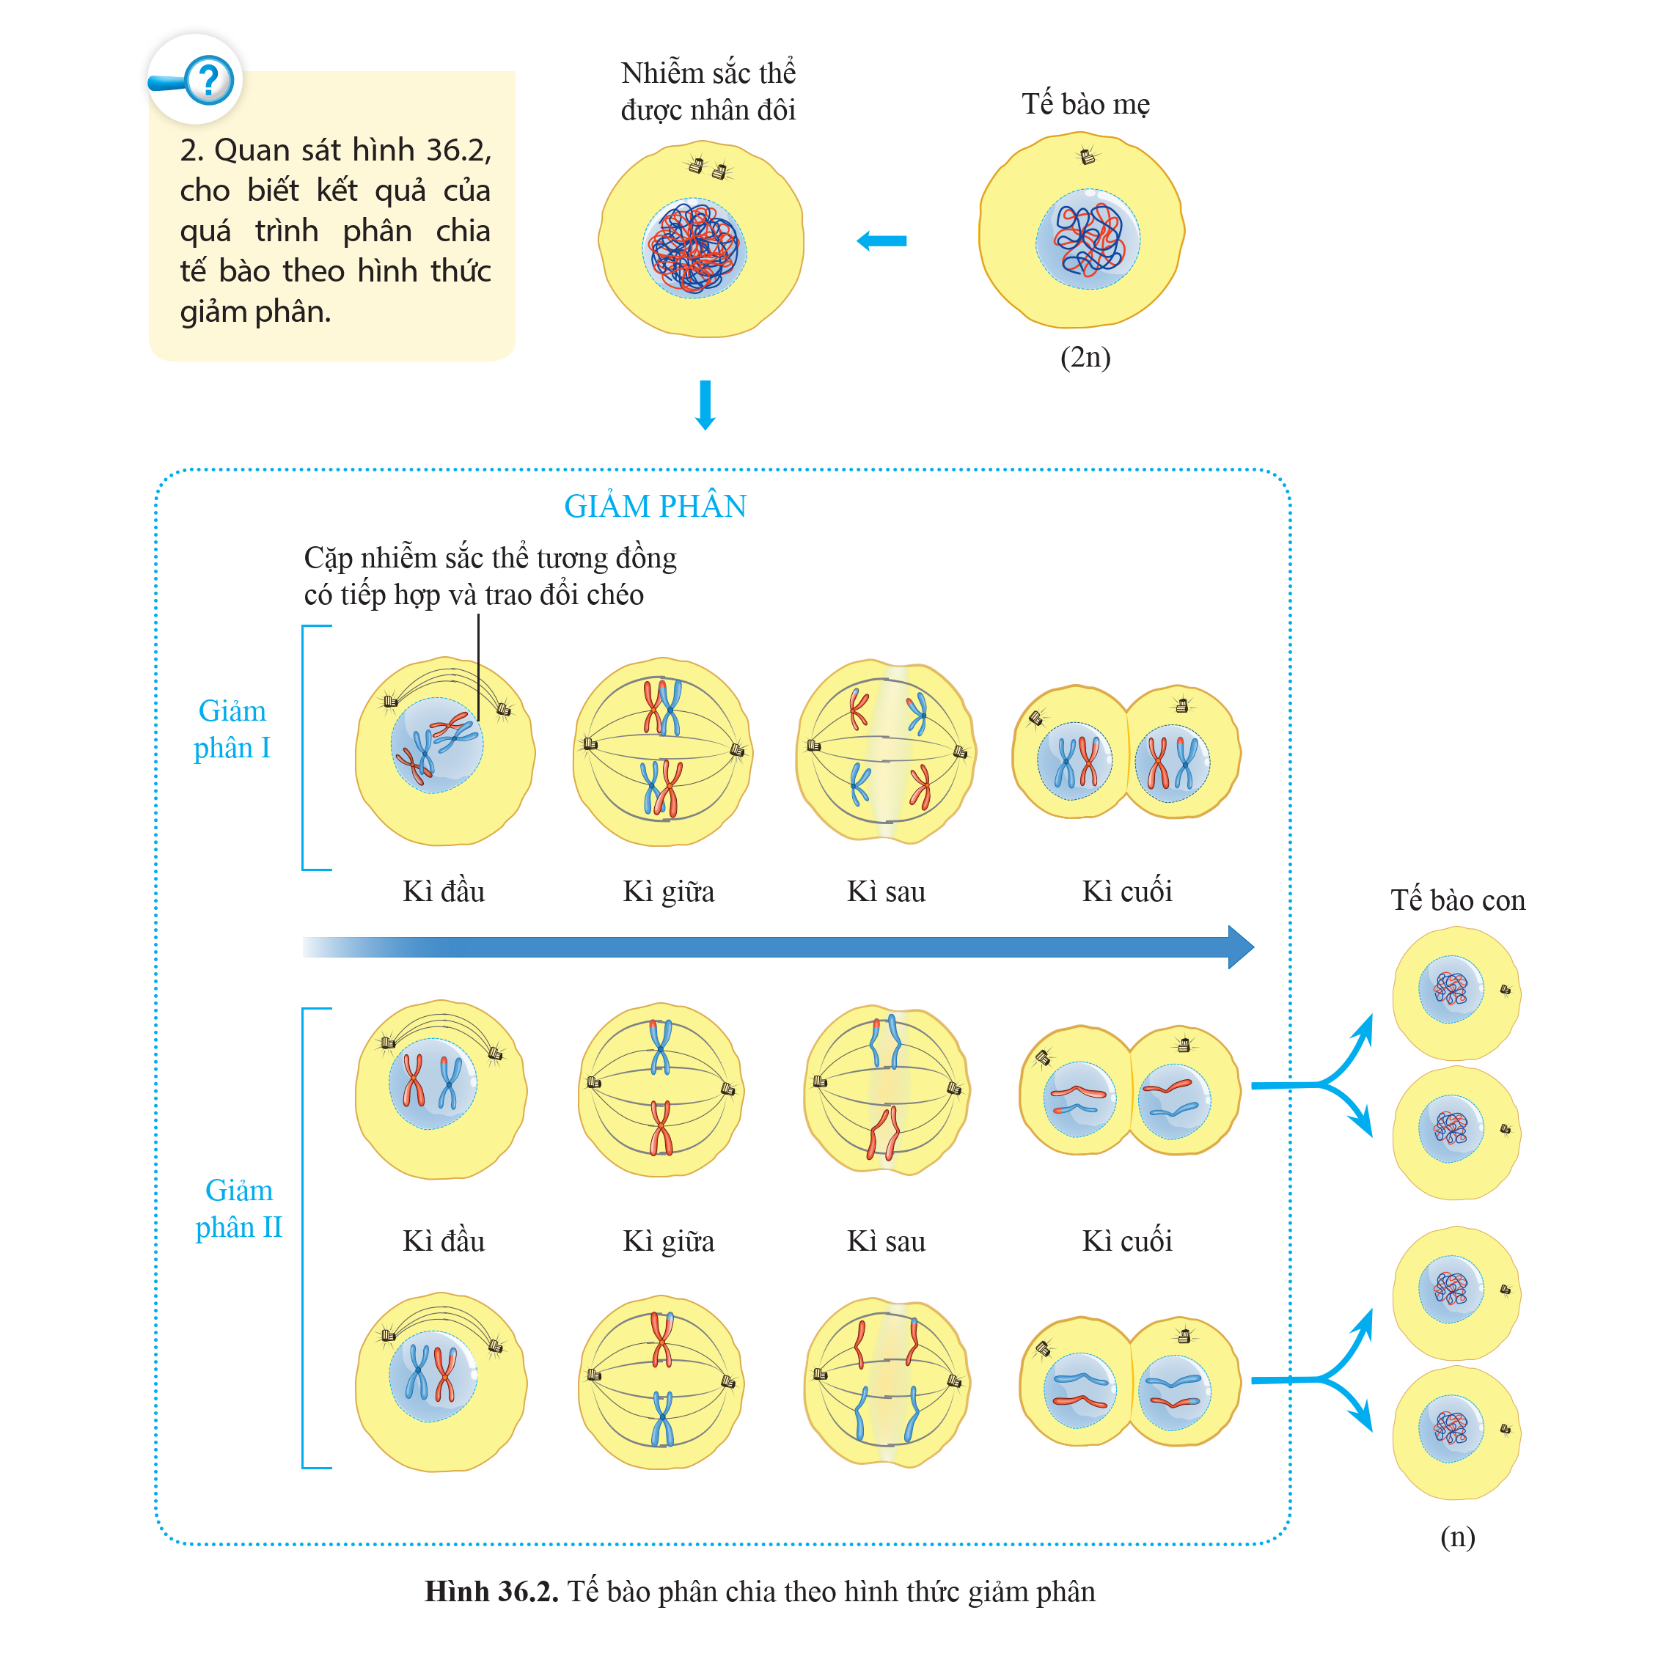 ?
2. Quan sát hình 36.2,
cho biết kết quả của
quá trình phân chia
tế bào theo hình thức
giảm phân.
Nhiễm sắc thể
được nhân đôi
Tế bào mẹ
(2n)
GIẢM PHÂN
Cặp nhiễm sắc thể tương đồng
có tiếp hợp và trao đổi chéo
Giảm
phân I
Kì đầu
Kì giữa
Kì sau
Kì cuối
Tế bào con
Giảm
phân II
Kì đầu
Kì giữa
Kì sau
Kì cuối
(n)
Hình 36.2. Tế bào phân chia theo hình thức giảm phân